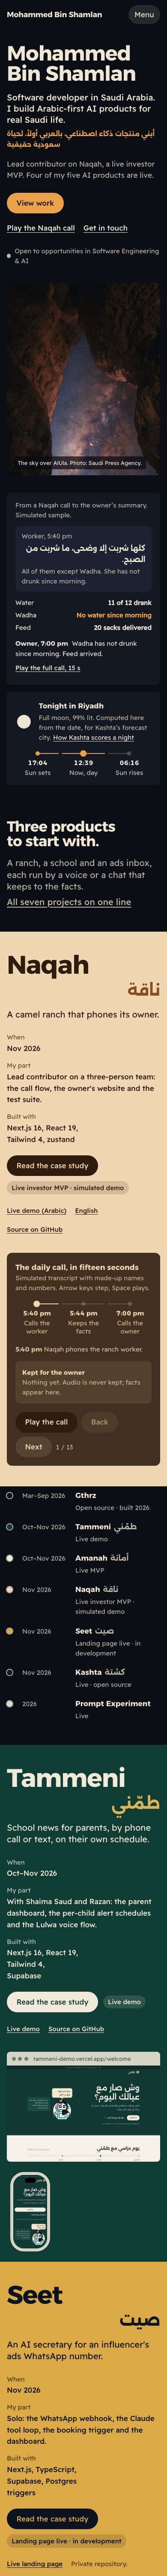 Mohammed Bin Shamlan
Menu
Mohammed
Bin Shamlan
Software developer in Saudi Arabia.
I build Arabic-first AI products for
real Saudi life.
أبني منتجات ذكاء اصطناعي، بالعربي أولًا، لحياة
سعودية حقيقية
Lead contributor on Naqah, a live investor
MVP. Four of my five AI products are live.
View work
Play the Naqah call
Get in touch
Open to opportunities in Software Engineering
& AI
The sky over AlUla. Photo: Saudi Press Agency.
From a Naqah call to the owner's summary.
Simulated sample.
Worker, 5:40 pm
كلها شربت إلا وضحى، ما شربت من
الصبح.
All of them except Wadha. She has not
drunk since morning.
Water
11 of 12 drank
Wadha
No water since morning
Feed
20 sacks delivered
Owner, 7:00 pm Wadha has not drunk
since morning. Feed arrived.
Play the full call, 15 s
Tonight in Riyadh
Full moon, 99% lit. Computed here
from the date, for Kashta's forecast
city. How Kashta scores a night
17:04
12:39
06:16
Sun sets
Now, day
Sun rises
Three products
to start with.
A ranch, a school and an ads inbox,
each run by a voice or a chat that
keeps to the facts.
All seven projects on one line
Naqah
ناقة
A camel ranch that phones its owner.
When
Nov 2026
My part
Lead contributor on a three-person team:
the call flow, the owner's website and the
test suite.
Built with
Next.js 16, React 19,
Tailwind 4, zustand
Read the case study
Live investor MVP · simulated demo
Live demo (Arabic)
English
Source on GitHub
The daily call, in fifteen seconds
Simulated transcript with made-up names
and numbers. Arrow keys step, Space plays.
5:40 pm
5:44 pm
7:00 pm
Calls the
worker
Keeps the
facts
Calls the
owner
5:40 pm Naqah phones the ranch worker.
Kept for the owner
Nothing yet. Audio is never kept; facts
appear here.
Play the call
Back
Next
1 / 13
Mar–Sep 2026
Gthrz
Open source · built 2026
Oct–Nov 2026
Tammeni طمّني
Live demo
Oct–Nov 2026
Amanah أمانة
Live MVP
Nov 2026
Naqah ناقة
Live investor MVP ·
simulated demo
Nov 2026
Seet صيت
Landing page live · in
development
Nov 2026
Kashta كشتة
Live · open source
2026
Prompt Experiment
Live
Tammeni
طمّني
School news for parents, by phone
call or text, on their own schedule.
When
Oct–Nov 2026
My part
With Shaima Saud and Razan: the parent
dashboard, the per-child alert schedules
and the Lulwa voice flow.
Built with
Next.js 16, React 19,
Tailwind 4,
Supabase
Read the case study
Live demo
Live demo
Source on GitHub
tammeni-demo.vercel.app/welcome
وش صار مع
عيالك اليوم؟
يوم دراسي مع طمّني
Seet
صيت
An AI secretary for an influencer's
ads WhatsApp number.
When
Nov 2026
My part
Solo: the WhatsApp webhook, the Claude
tool loop, the booking trigger and the
dashboard.
Built with
Next.js, TypeScript,
Supabase, Postgres
triggers
Read the case study
Landing page live · in development
Live landing page
Private repository.